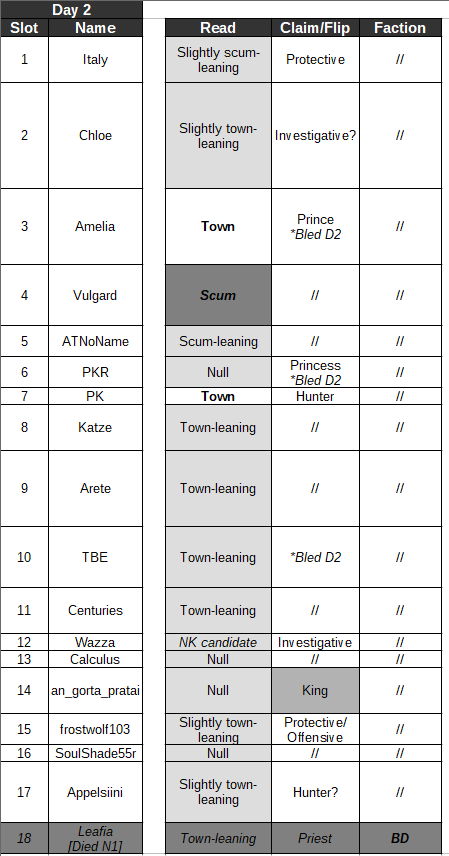 Day 2
Slot Name Read Claim/Flip Faction
1 Italy Slightly scum-leaning Protective //
2 Chloe Slightly town-leaning Investigative? //
3 Amelia Town Prince *Bled D2 //
4 Vulgard Scum // //
5 ATNoName Scum-leaning // //
6 PKR Null Princess *Bled D2 //
7 PK Town Hunter //
8 Katze Town-leaning // //
9 Arete Town-leaning // //
10 TBE Town-leaning *Bled D2 //
11 Centuries Town-leaning // //
12 Wazza NK candidate Investigative //
13 Calculus Null // //
14 an_gorta_pratai Null King //
15 frostwolf103 Slightly town-leaning Protective/Offensive //
16 SoulShade55r Null // //
17 Appelsiini Slightly town-leaning Hunter? //
18 Leafia [Died N1] Town-leaning Priest BD